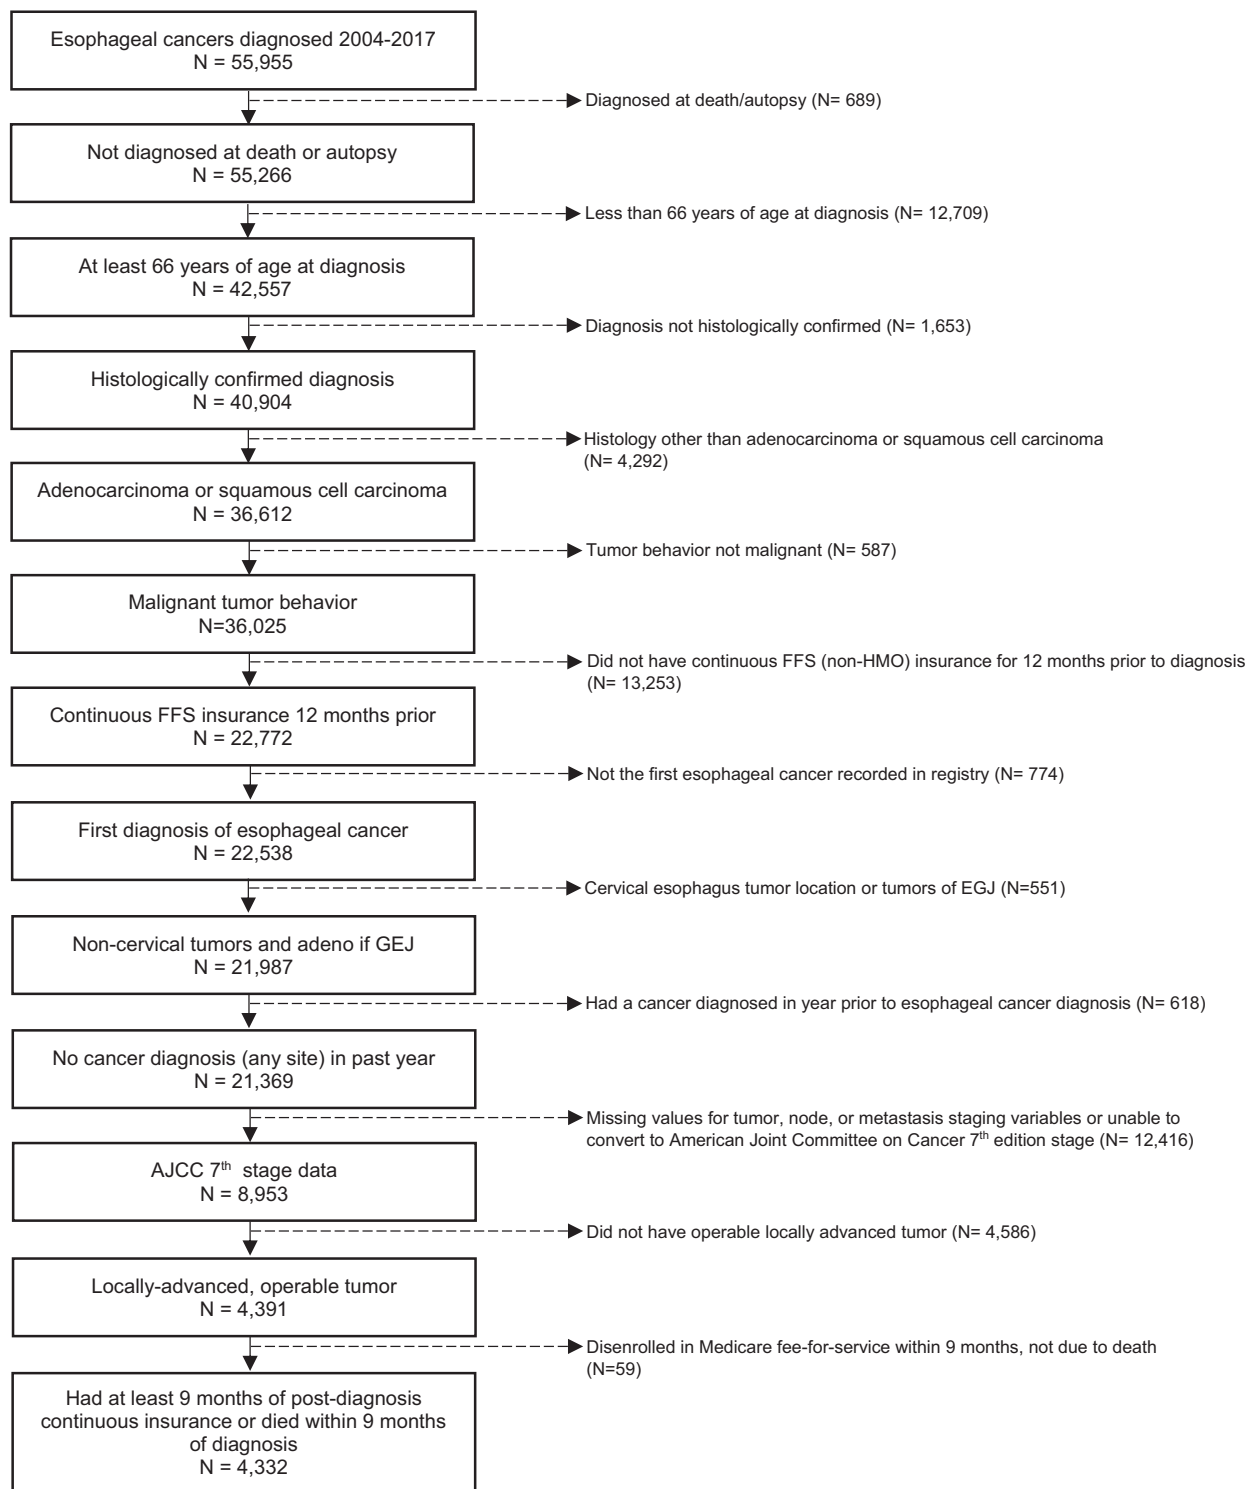 Esophageal cancers diagnosed 2004-2017
N = 55,955
Diagnosed at death/autopsy (N= 689)
Not diagnosed at death or autopsy
N = 55,266
Less than 66 years of age at diagnosis (N= 12,709)
At least 66 years of age at diagnosis
N = 42,557
Diagnosis not histologically confirmed (N= 1,653)
Histologically confirmed diagnosis
N = 40,904
Histology other than adenocarcinoma or squamous cell carcinoma
(N= 4,292)
Adenocarcinoma or squamous cell carcinoma
N = 36,612
Tumor behavior not malignant (N= 587)
Malignant tumor behavior
N=36,025
Did not have continuous FFS (non-HMO) insurance for 12 months prior to diagnosis
(N= 13,253)
Continuous FFS insurance 12 months prior
N = 22,772
Not the first esophageal cancer recorded in registry (N= 774)
First diagnosis of esophageal cancer
N = 22,538
Cervical esophagus tumor location or tumors of EGJ (N=551)
Non-cervical tumors and adeno if GEJ
N = 21,987
Had a cancer diagnosed in year prior to esophageal cancer diagnosis (N= 618)
No cancer diagnosis (any site) in past year
N = 21,369
Missing values for tumor, node, or metastasis staging variables or unable to
convert to American Joint Committee on Cancer 7th edition stage (N= 12,416)
AJCC 7th stage data
N = 8,953
Did not have operable locally advanced tumor (N= 4,586)
Locally-advanced, operable tumor
N = 4,391
Disenrolled in Medicare fee-for-service within 9 months, not due to death
(N=59)
Had at least 9 months of post-diagnosis
continuous insurance or died within 9 months
of diagnosis
N = 4,332